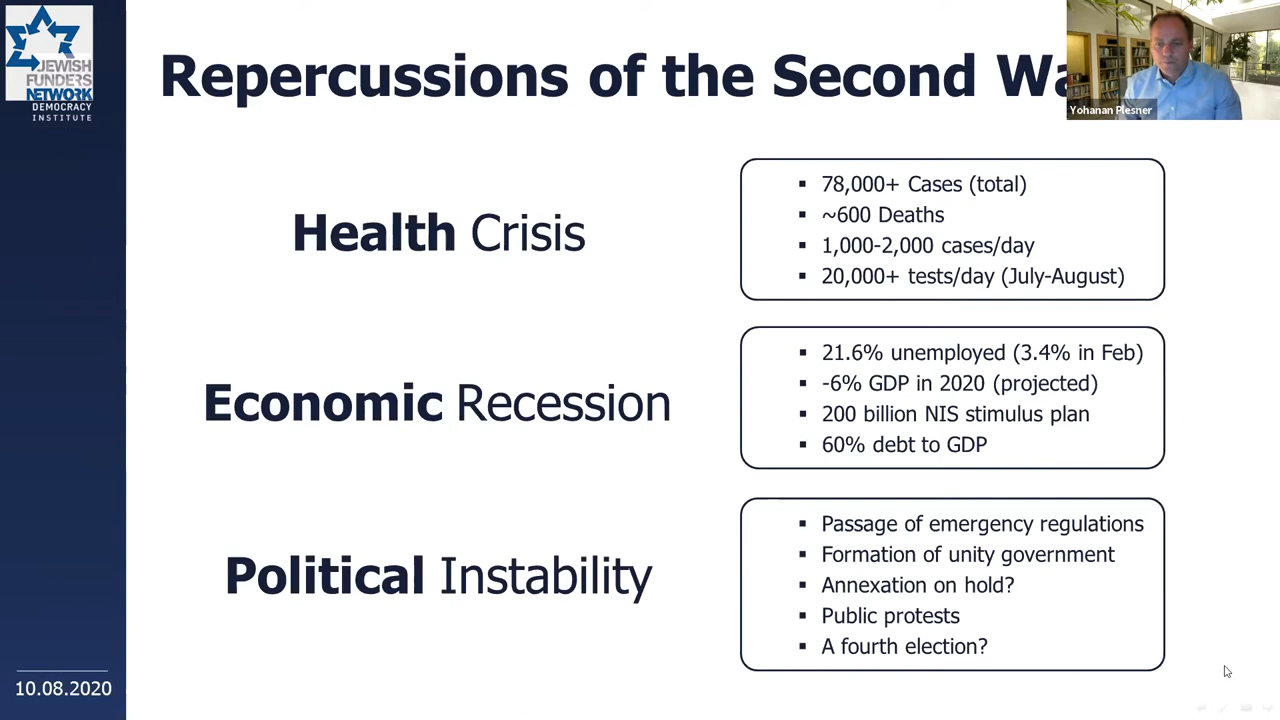 JEWISH
FUNDERS
NETWORK
DEMOCRACY
INSTITUTE
Repercussions of the Second
Yohanan Plesner
Health Crisis
▪ 78,000+ Cases (total)
▪ ~600 Deaths
▪ 1,000-2,000 cases/day
▪ 20,000+ tests/day (July-August)
Economic Recession
▪ 21.6% unemployed (3.4% in Feb)
▪ -6% GDP in 2020 (projected)
▪ 200 billion NIS stimulus plan
▪ 60% debt to GDP
Political Instability
▪ Passage of emergency regulations
▪ Formation of unity government
▪ Annexation on hold?
▪ Public protests
▪ A fourth election?
10.08.2020